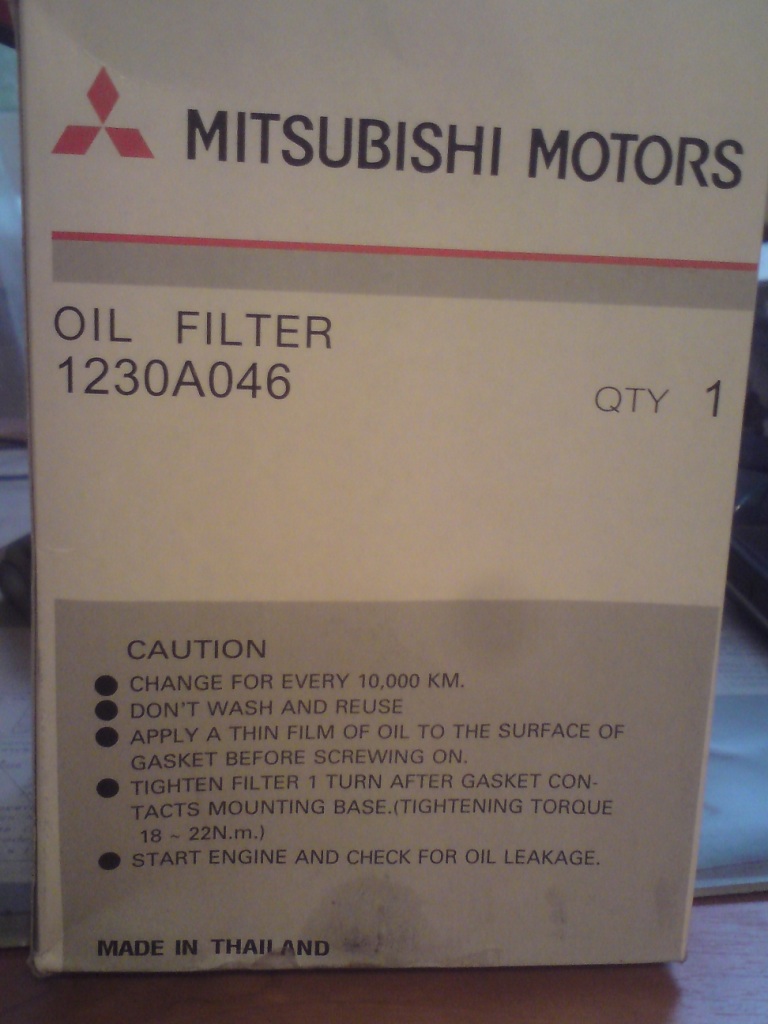 MITSUBISHI MOTORS
OIL FILTER
1230A046
QTY 1
CAUTION
● CHANGE FOR EVERY 10,000 KM.
● DON'T WASH AND REUSE
● APPLY A THIN FILM OF OIL TO THE SURFACE OF
GASKET BEFORE SCREWING ON.
● TIGHTEN FILTER 1 TURN AFTER GASKET CON-
TACTS MOUNTING BASE.(TIGHTENING TORQUE
18 ~ 22N.m.)
● START ENGINE AND CHECK FOR OIL LEAKAGE.
MADE IN THAILAND